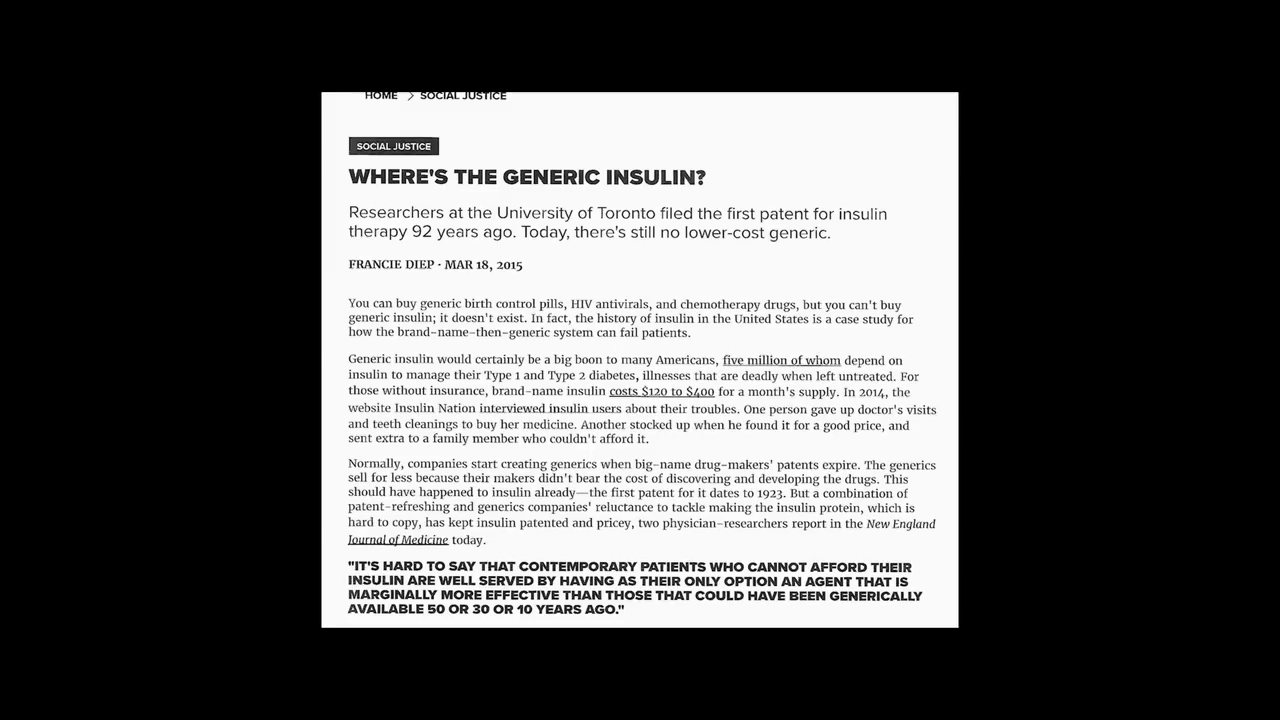 HOME > SOCIAL JUSTICE
SOCIAL JUSTICE
WHERE'S THE GENERIC INSULIN?
Researchers at the University of Toronto filed the first patent for insulin
therapy 92 years ago. Today, there's still no lower-cost generic.
FRANCIE DIEP · MAR 18, 2015
You can buy generic birth control pills, HIV antivirals, and chemotherapy drugs, but you can't buy
generic insulin; it doesn't exist. In fact, the history of insulin in the United States is a case study for
how the brand-name-then-generic system can fail patients.
Generic insulin would certainly be a big boon to many Americans, five million of whom depend on
insulin to manage their Type 1 and Type 2 diabetes, illnesses that are deadly when left untreated. For
those without insurance, brand-name insulin costs $120 to $400 for a month's supply. In 2014, the
website Insulin Nation interviewed insulin users about their troubles. One person gave up doctor's visits
and teeth cleanings to buy her medicine. Another stocked up when he found it for a good price, and
sent extra to a family member who couldn't afford it.
Normally, companies start creating generics when big-name drug-makers' patents expire. The generics
sell for less because their makers didn't bear the cost of discovering and developing the drugs. This
should have happened to insulin already—the first patent for it dates to 1923. But a combination of
patent-refreshing and generics companies' reluctance to tackle making the insulin protein, which is
hard to copy, has kept insulin patented and pricey, two physician-researchers report in the New England
Journal of Medicine today.
"IT'S HARD TO SAY THAT CONTEMPORARY PATIENTS WHO CANNOT AFFORD THEIR
INSULIN ARE WELL SERVED BY HAVING AS THEIR ONLY OPTION AN AGENT THAT IS
MARGINALLY MORE EFFECTIVE THAN THOSE THAT COULD HAVE BEEN GENERICALLY
AVAILABLE 50 OR 30 OR 10 YEARS AGO."